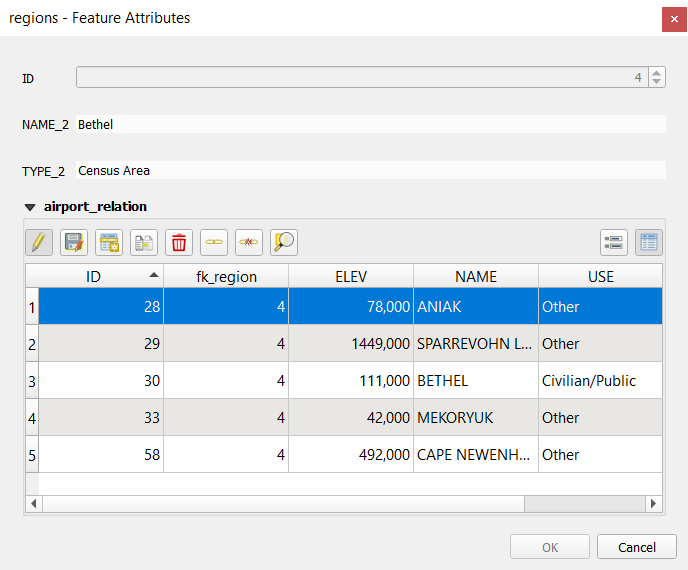 regions - Feature Attributes
ID 4
NAME_2 Bethel
TYPE_2 Census Area
airport_relation
ID fk_region ELEV NAME USE
1 28 4 78,000 ANIAK Other
2 29 4 1449,000 SPARREVOHN L... Other
3 30 4 111,000 BETHEL Civilian/Public
4 33 4 42,000 MEKORYUK Other
5 58 4 492,000 CAPE NEWENH... Other
OK Cancel